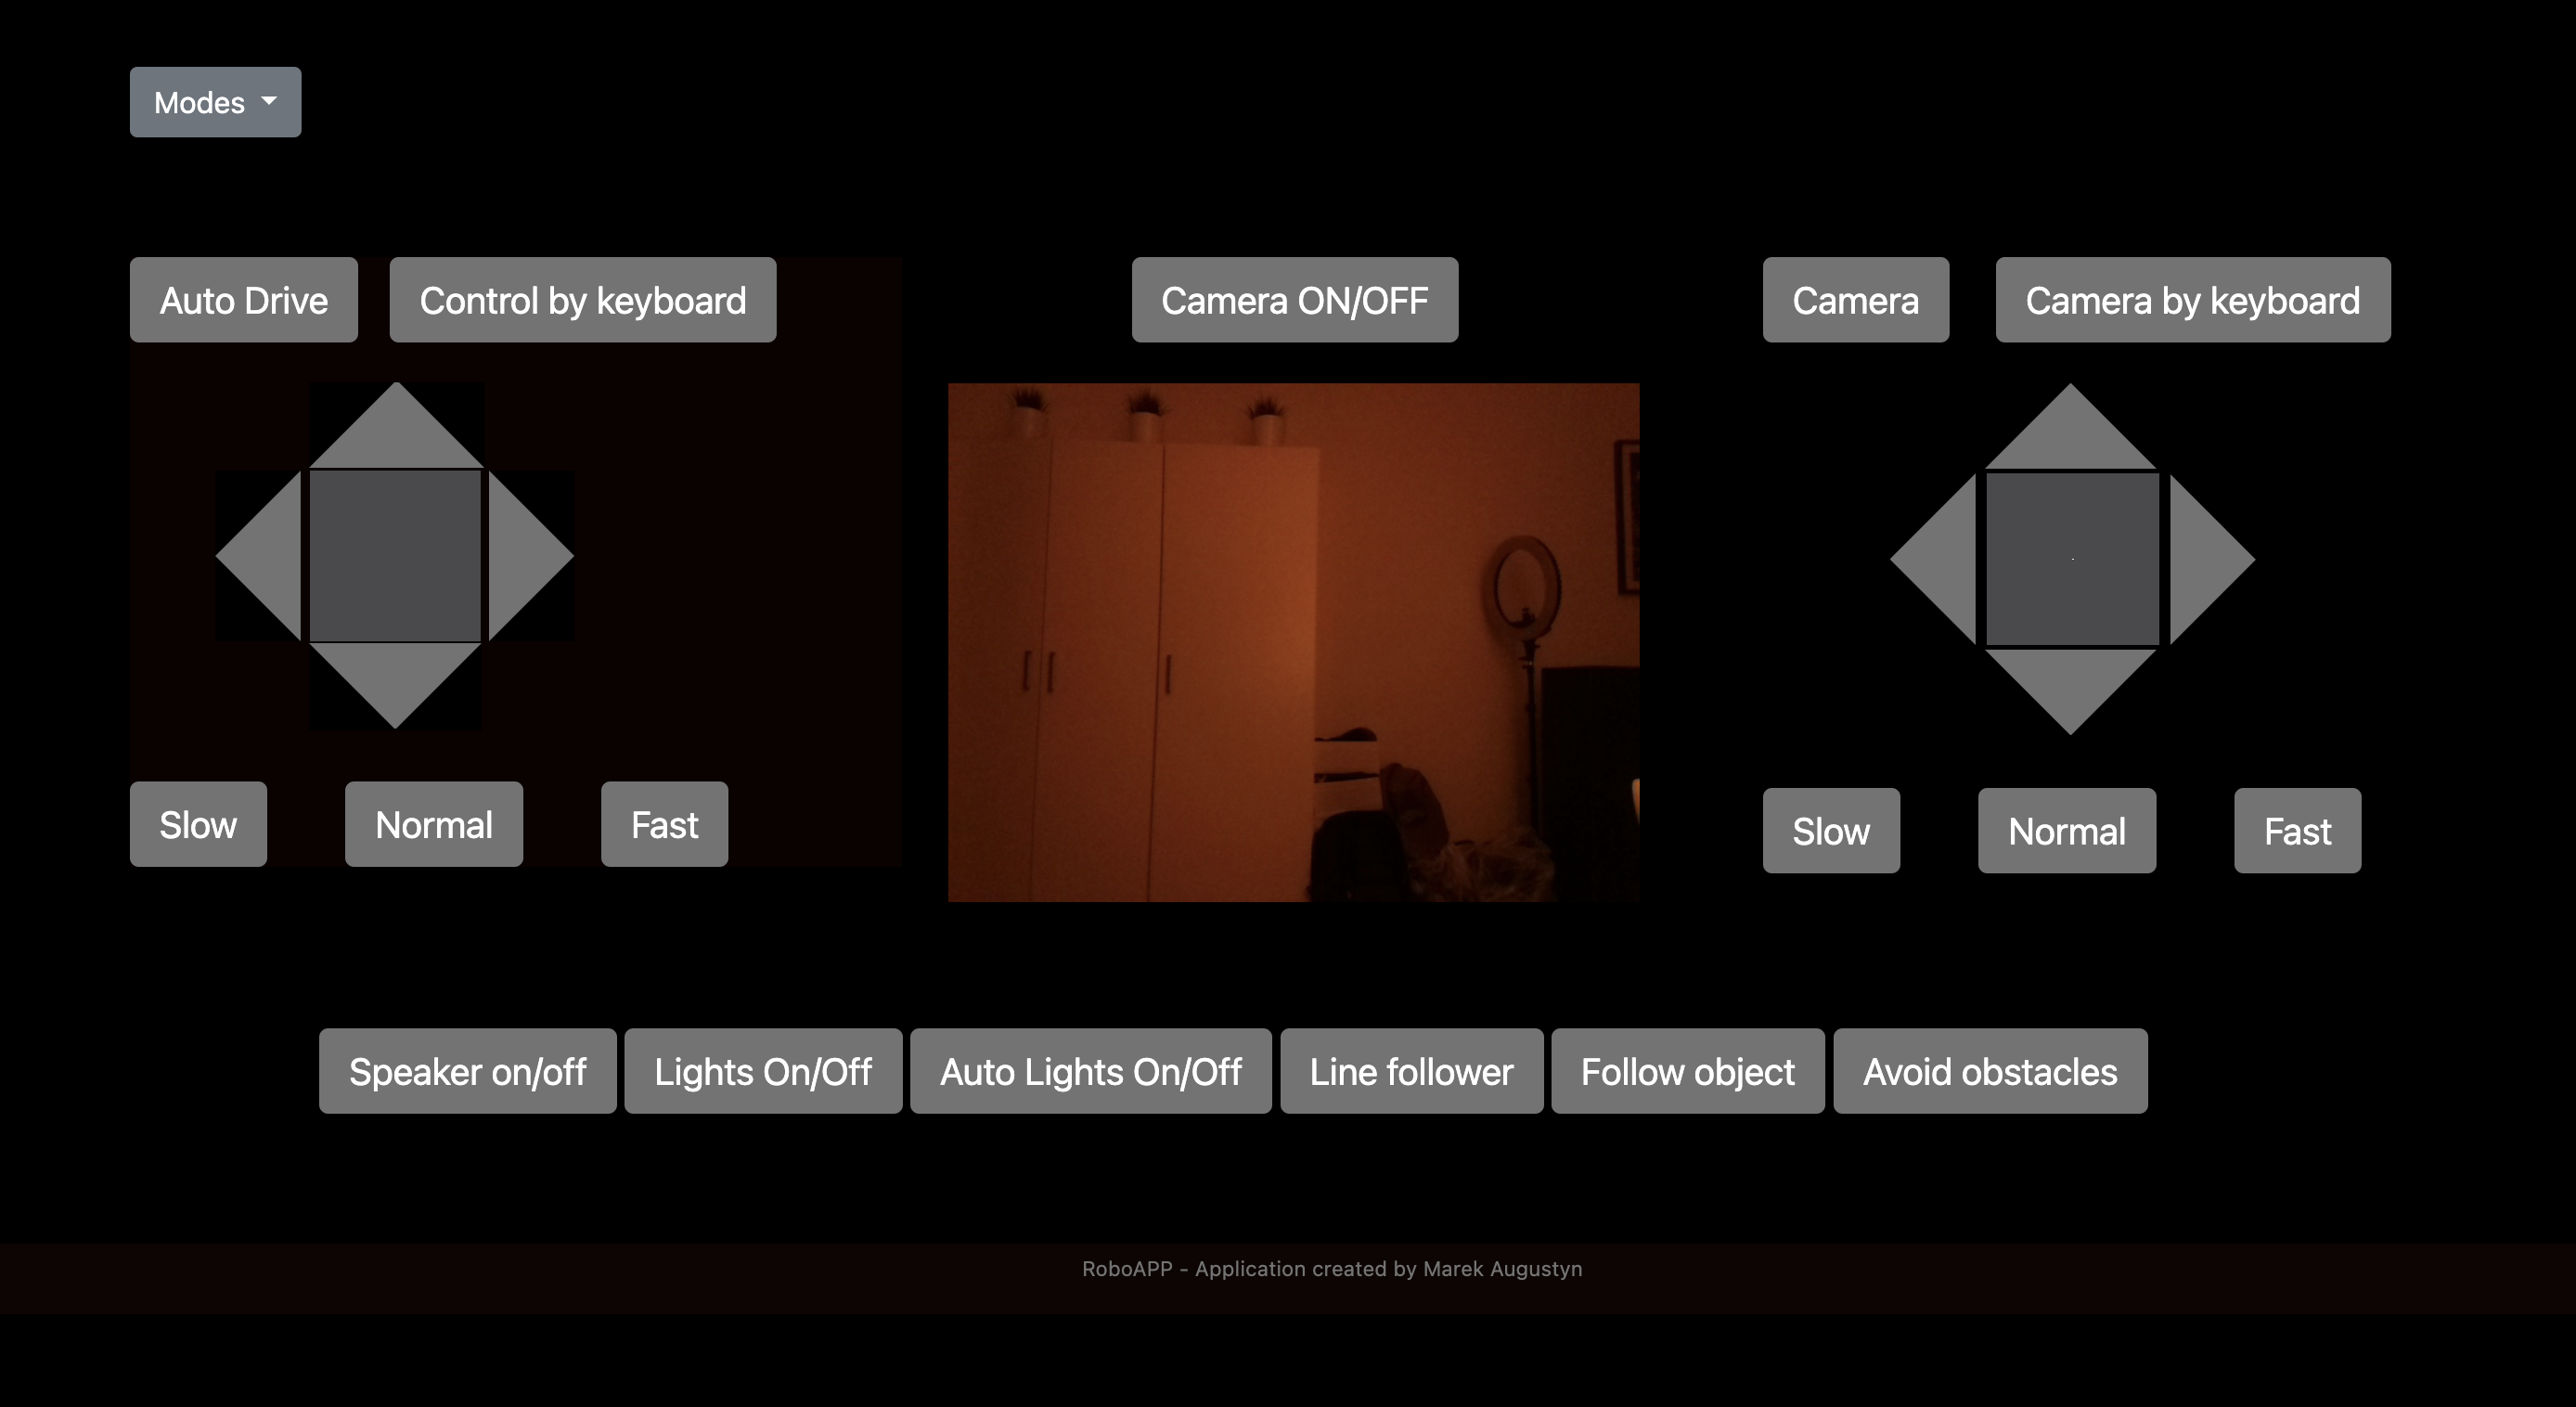 Modes
Auto Drive
Control by keyboard
Camera ON/OFF
Camera
Camera by keyboard
Slow
Normal
Fast
Slow
Normal
Fast
Speaker on/off
Lights On/Off
Auto Lights On/Off
Line follower
Follow object
Avoid obstacles
RoboAPP - Application created by Marek Augustyn